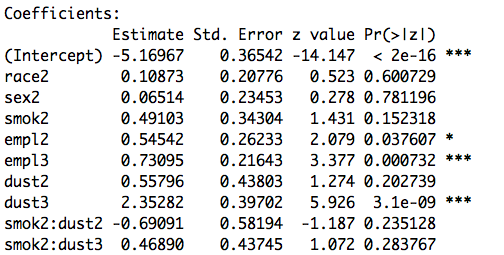 Coefficients:
Estimate Std. Error z value Pr(>|z|)
(Intercept) -5.16967 0.36542 -14.147 < 2e-16 ***
race2 0.10873 0.20776 0.523 0.600729
sex2 0.06514 0.23453 0.278 0.781196
smok2 0.49103 0.34304 1.431 0.152318
empl2 0.54542 0.26233 2.079 0.037607 *
empl3 0.73095 0.21643 3.377 0.000732 ***
dust2 0.55796 0.43803 1.274 0.202739
dust3 2.35282 0.39702 5.926 3.1e-09 ***
smok2:dust2 -0.69091 0.58194 -1.187 0.235128
smok2:dust3 0.46890 0.43745 1.072 0.283767